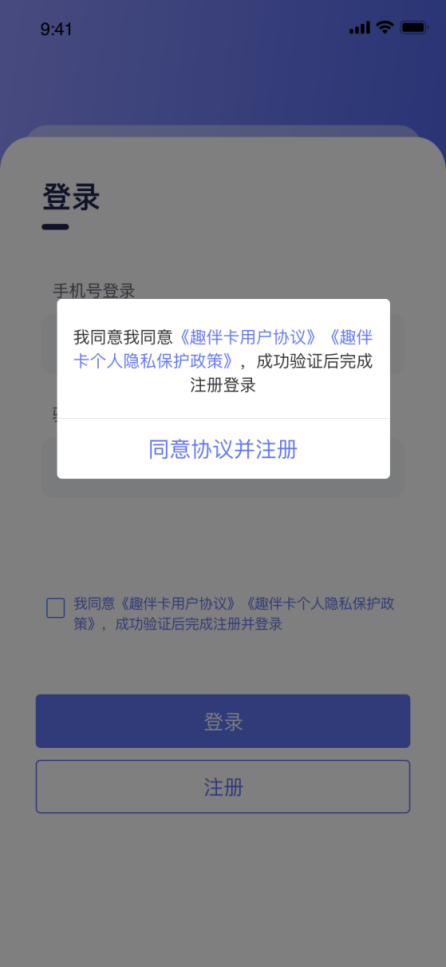 9:41
登录
手机号登录
我同意我同意《趣伴卡用户协议》《趣伴
卡个人隐私保护政策》，成功验证后完成
注册登录
同意协议并注册
我同意《趣伴卡用户协议》《趣伴卡个人隐私保护政
策》，成功验证后完成注册并登录
登录
注册